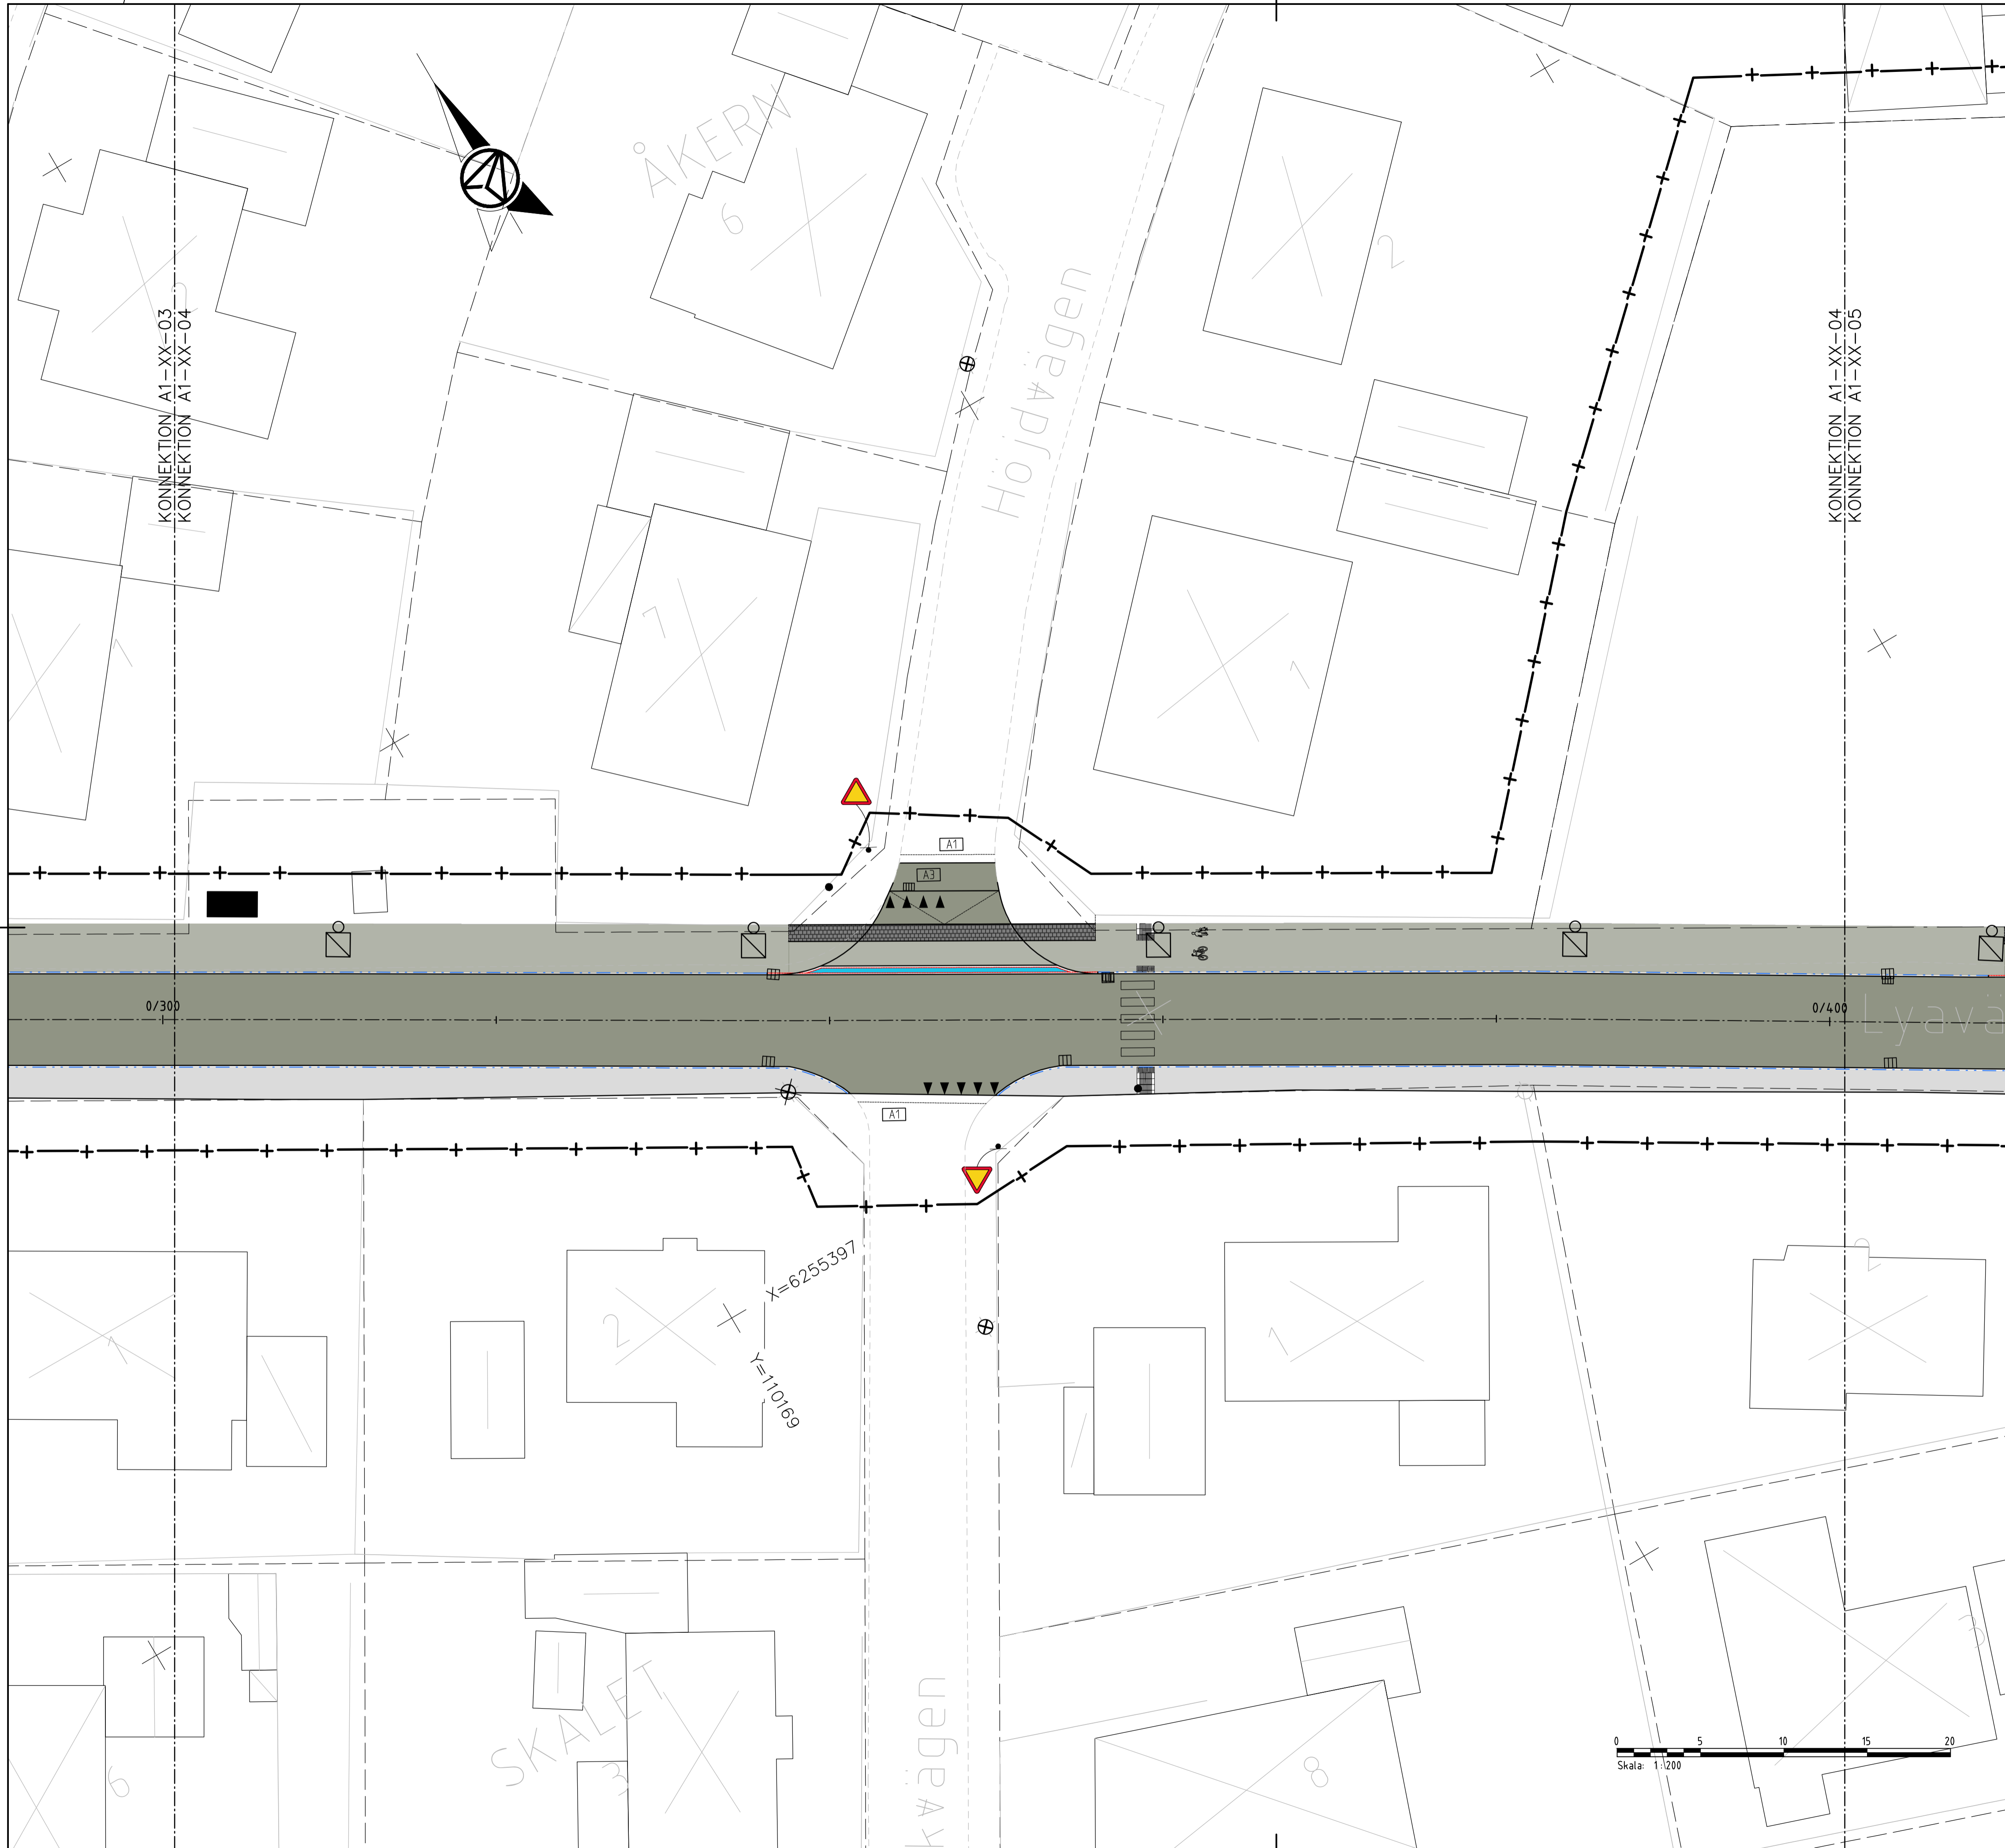 KONNEKTION A1-XX-03
KONNEKTION A1-XX-04
KONNEKTION A1-XX-04
KONNEKTION A1-XX-05
ÅKERN
6
2
Höjdvägen
1
1
1
A1
A3
0/300
0/400
Lyavä
A1
X=6255397
Y=110169
1
2
1
2
SKALET
6
3
kvägen
8
3
0 5 10 15 20
Skala: 1:200